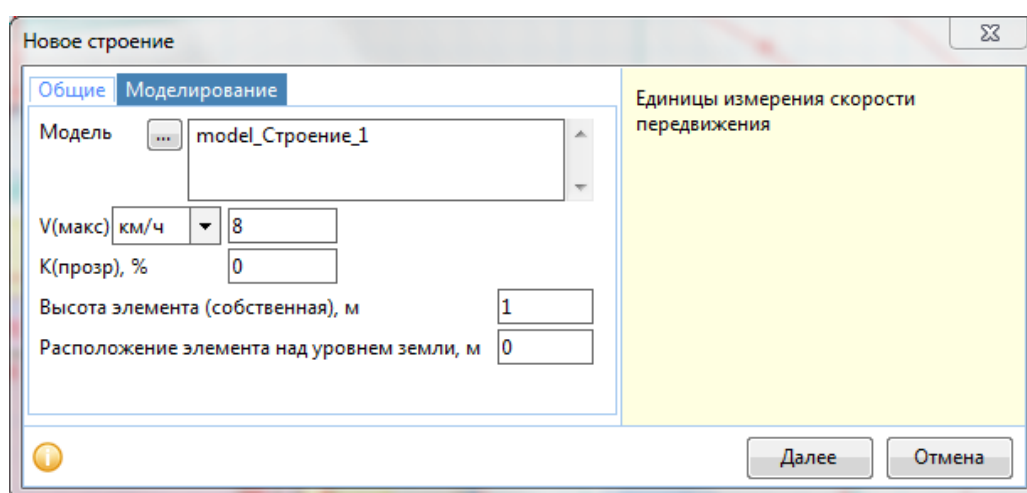 Новое строение
Общие Моделирование
Модель ... model_Строение_1
V(макс) км/ч 8
К(прозр), % 0
Высота элемента (собственная), м 1
Расположение элемента над уровнем земли, м 0
Единицы измерения скорости
передвижения
Далее Отмена